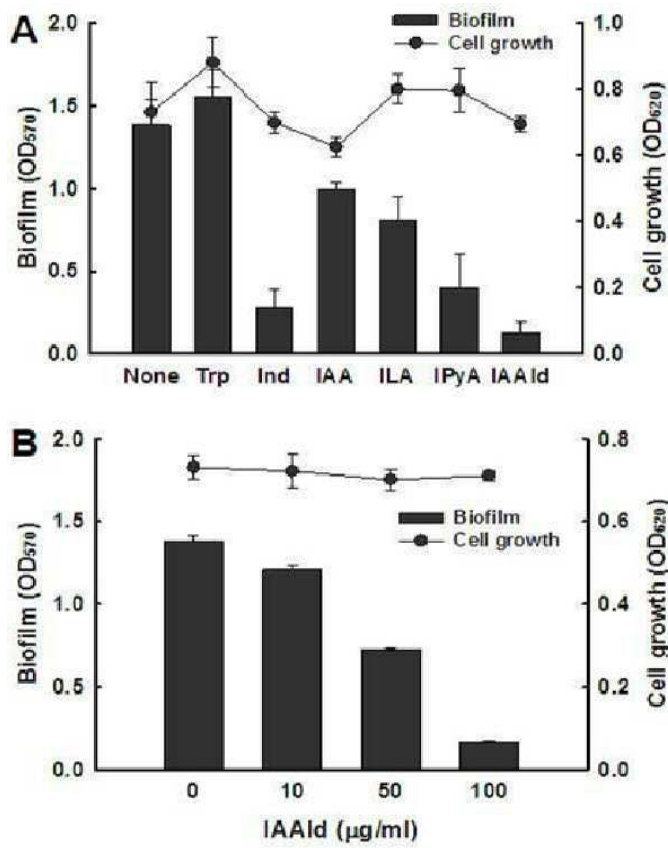 A
2.0
1.5
1.0
0.5
0.0
Biofilm (OD570)
Biofilm
Cell growth
1.0
0.8
0.6
0.4
0.2
0.0
Cell growth (OD620)
None Trp Ind IAA ILA IPyA IAAld
B
2.0
1.5
1.0
0.5
0.0
Biofilm (OD570)
Biofilm
Cell growth
0.8
0.6
0.4
0.2
0.0
Cell growth (OD620)
0 10 50 100
IAAld (µg/ml)